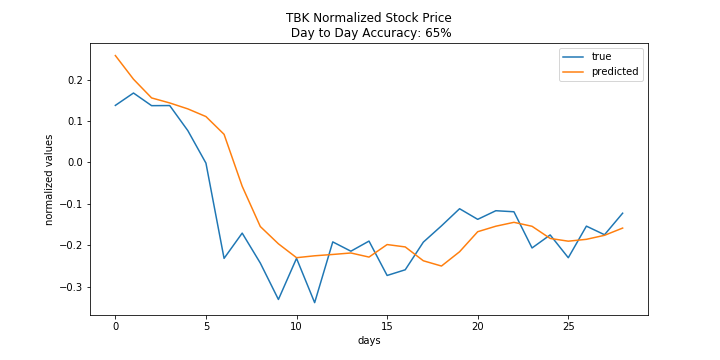 TBK Normalized Stock Price
Day to Day Accuracy: 65%
true
predicted
normalized values
0.2
0.1
0.0
−0.1
−0.2
−0.3
0 5 10 15 20 25
days